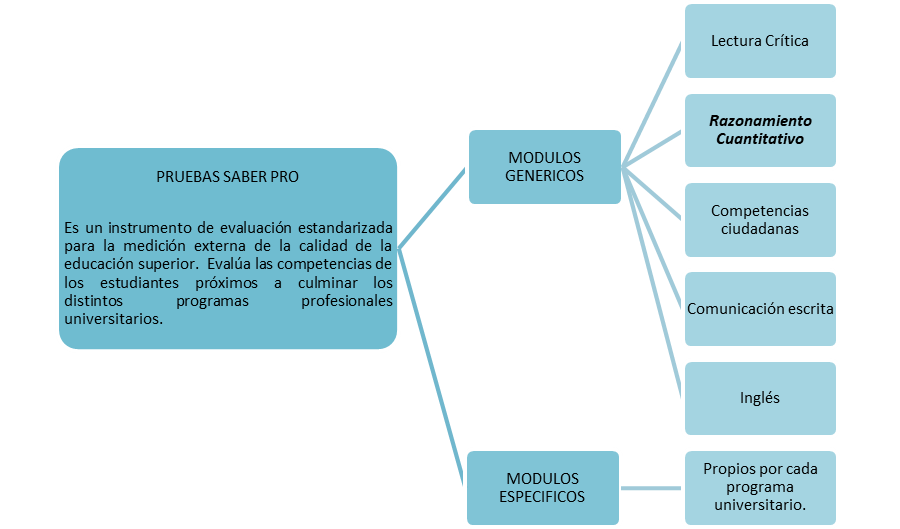 PRUEBAS SABER PRO
Es un instrumento de evaluación estandarizada
para la medición externa de la calidad de la
educación superior. Evalúa las competencias de
los estudiantes próximos a culminar los
distintos programas profesionales
universitarios.
MODULOS
GENERICOS
Lectura Crítica
Razonamiento
Cuantitativo
Competencias
ciudadanas
Comunicación escrita
Inglés
MODULOS
ESPECIFICOS
Propios por cada
programa
universitario.